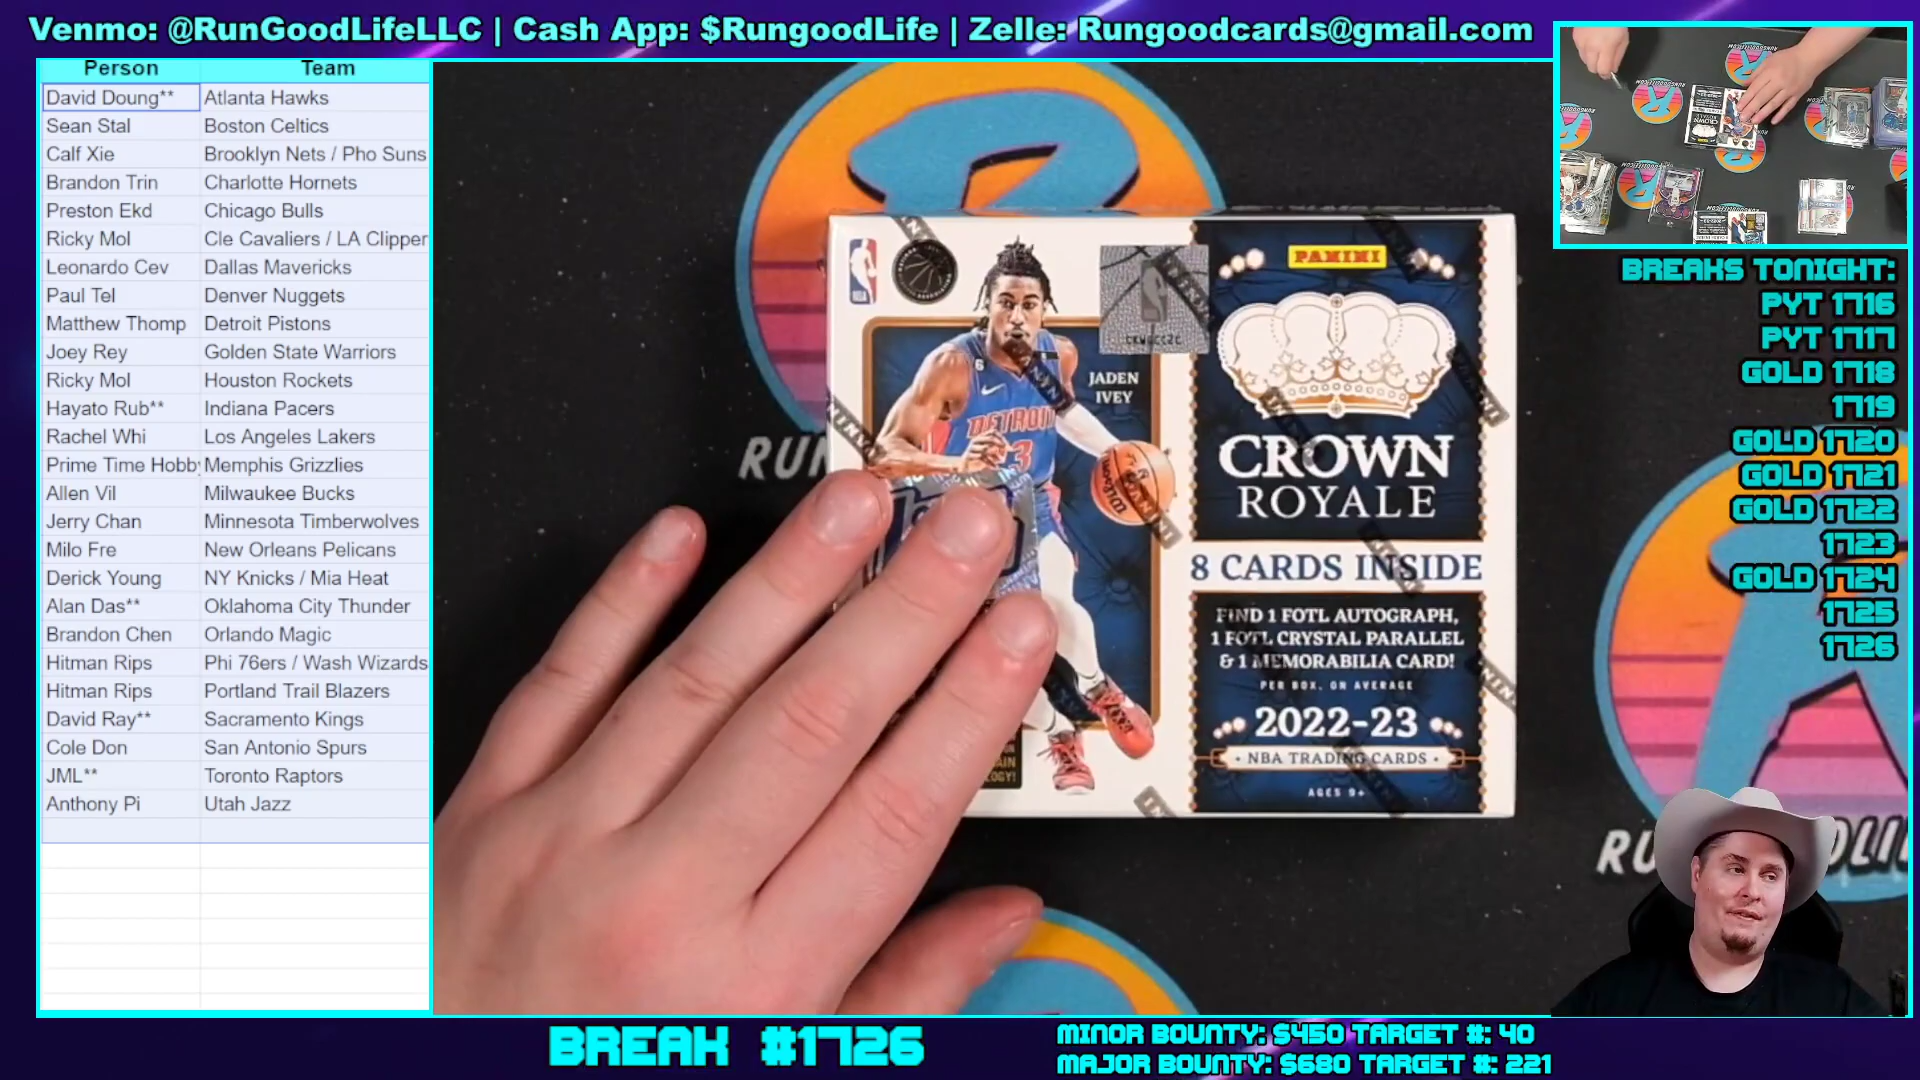 Venmo: @RunGoodLifeLLC | Cash App: $RungoodLife | Zelle: Rungoodcards@gmail.com
Person Team
David Doung** Atlanta Hawks
Sean Stal Boston Celtics
Calf Xie Brooklyn Nets / Pho Suns
Brandon Trin Charlotte Hornets
Preston Ekd Chicago Bulls
Ricky Mol Cle Cavaliers / LA Clipper
Leonardo Cev Dallas Mavericks
Paul Tel Denver Nuggets
Matthew Thomp Detroit Pistons
Joey Rey Golden State Warriors
Ricky Mol Houston Rockets
Hayato Rub** Indiana Pacers
Rachel Whi Los Angeles Lakers
Prime Time Hobby Memphis Grizzlies
Allen Vil Milwaukee Bucks
Jerry Chan Minnesota Timberwolves
Milo Fre New Orleans Pelicans
Derick Young NY Knicks / Mia Heat
Alan Das** Oklahoma City Thunder
Brandon Chen Orlando Magic
Hitman Rips Phi 76ers / Wash Wizards
Hitman Rips Portland Trail Blazers
David Ray** Sacramento Kings
Cole Don San Antonio Spurs
JML** Toronto Raptors
Anthony Pi Utah Jazz
NBA
PANINI
JADEN
IVEY
DETROIT
3
CROWN
ROYALE
8 CARDS INSIDE
FIND 1 FOTL AUTOGRAPH,
1 FOTL CRYSTAL PARALLEL
& 1 MEMORABILIA CARD!
PER BOX, ON AVERAGE
2022-23
• NBA TRADING CARDS •
AGES 9+
RUN
CROWN
ROYALE
BREAKS TONIGHT:
PYT 1716
PYT 1717
GOLD 1718
1719
GOLD 1720
GOLD 1721
GOLD 1722
1723
GOLD 1724
1725
1726
BREAK #1726
MINOR BOUNTY: $450 TARGET #: 40
MAJOR BOUNTY: $680 TARGET #: 221